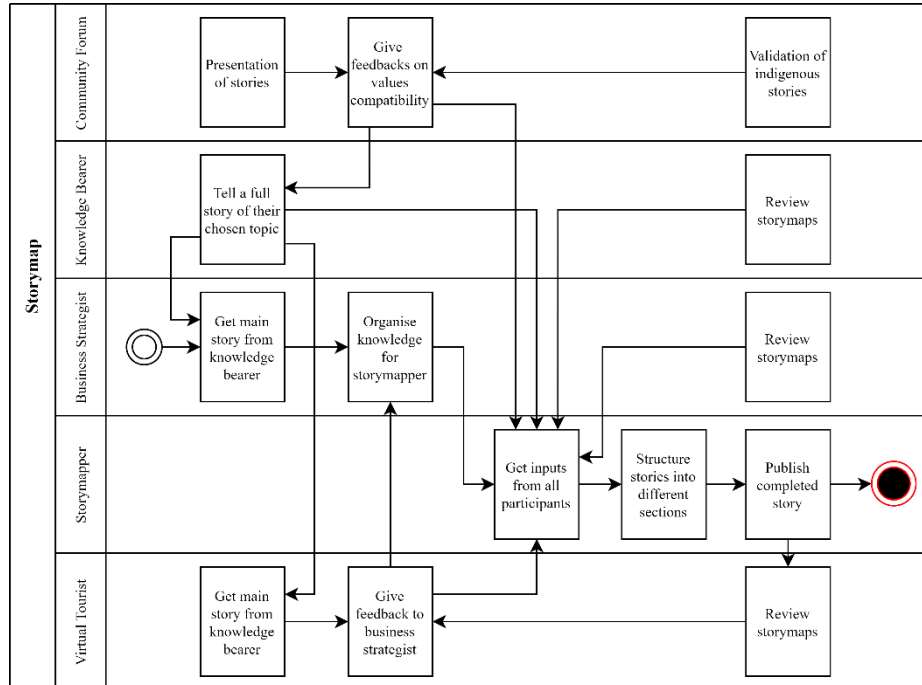 Storymap
Community Forum
Presentation
of stories
Give
feedbacks on
values
compatibility
Validation of
indigenous
stories
Knowledge Bearer
Tell a full
story of their
chosen topic
Review
storymaps
Business Strategist
Get main
story from
knowledge
bearer
Organise
knowledge
for
storymapper
Review
storymaps
Storymapper
Get inputs
from all
participants
Structure
stories into
different
sections
Publish
completed
story
Virtual Tourist
Get main
story from
knowledge
bearer
Give
feedback to
business
strategist
Review
storymaps